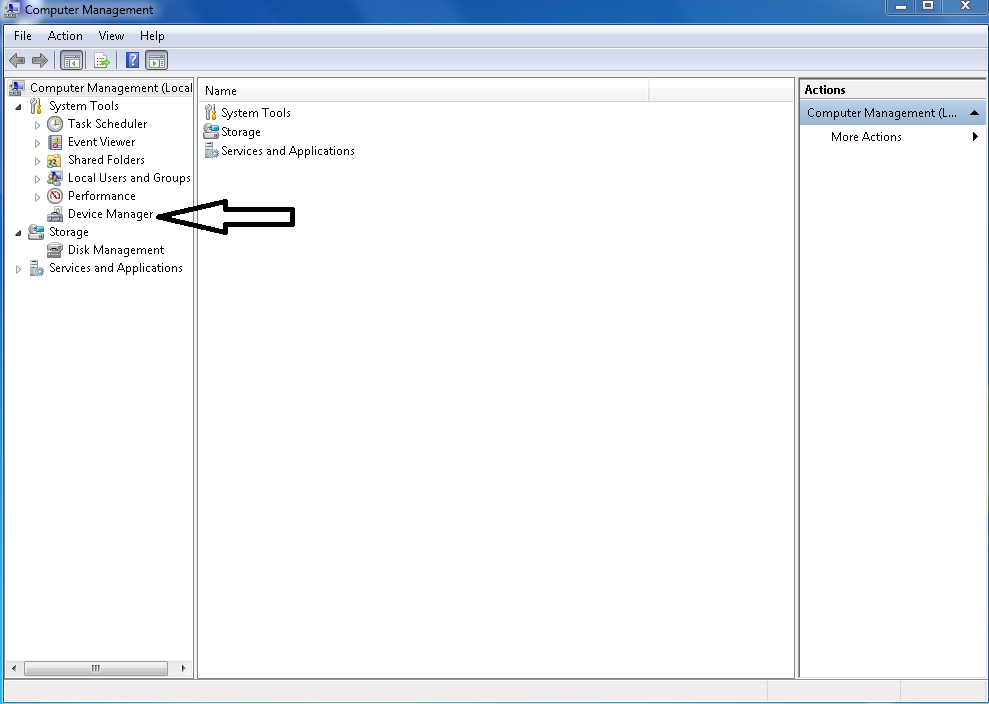 Computer Management
File Action View Help
Computer Management (Local
System Tools
Task Scheduler
Event Viewer
Shared Folders
Local Users and Groups
Performance
Device Manager
Storage
Disk Management
Services and Applications
Name
System Tools
Storage
Services and Applications
Actions
Computer Management (L...
More Actions